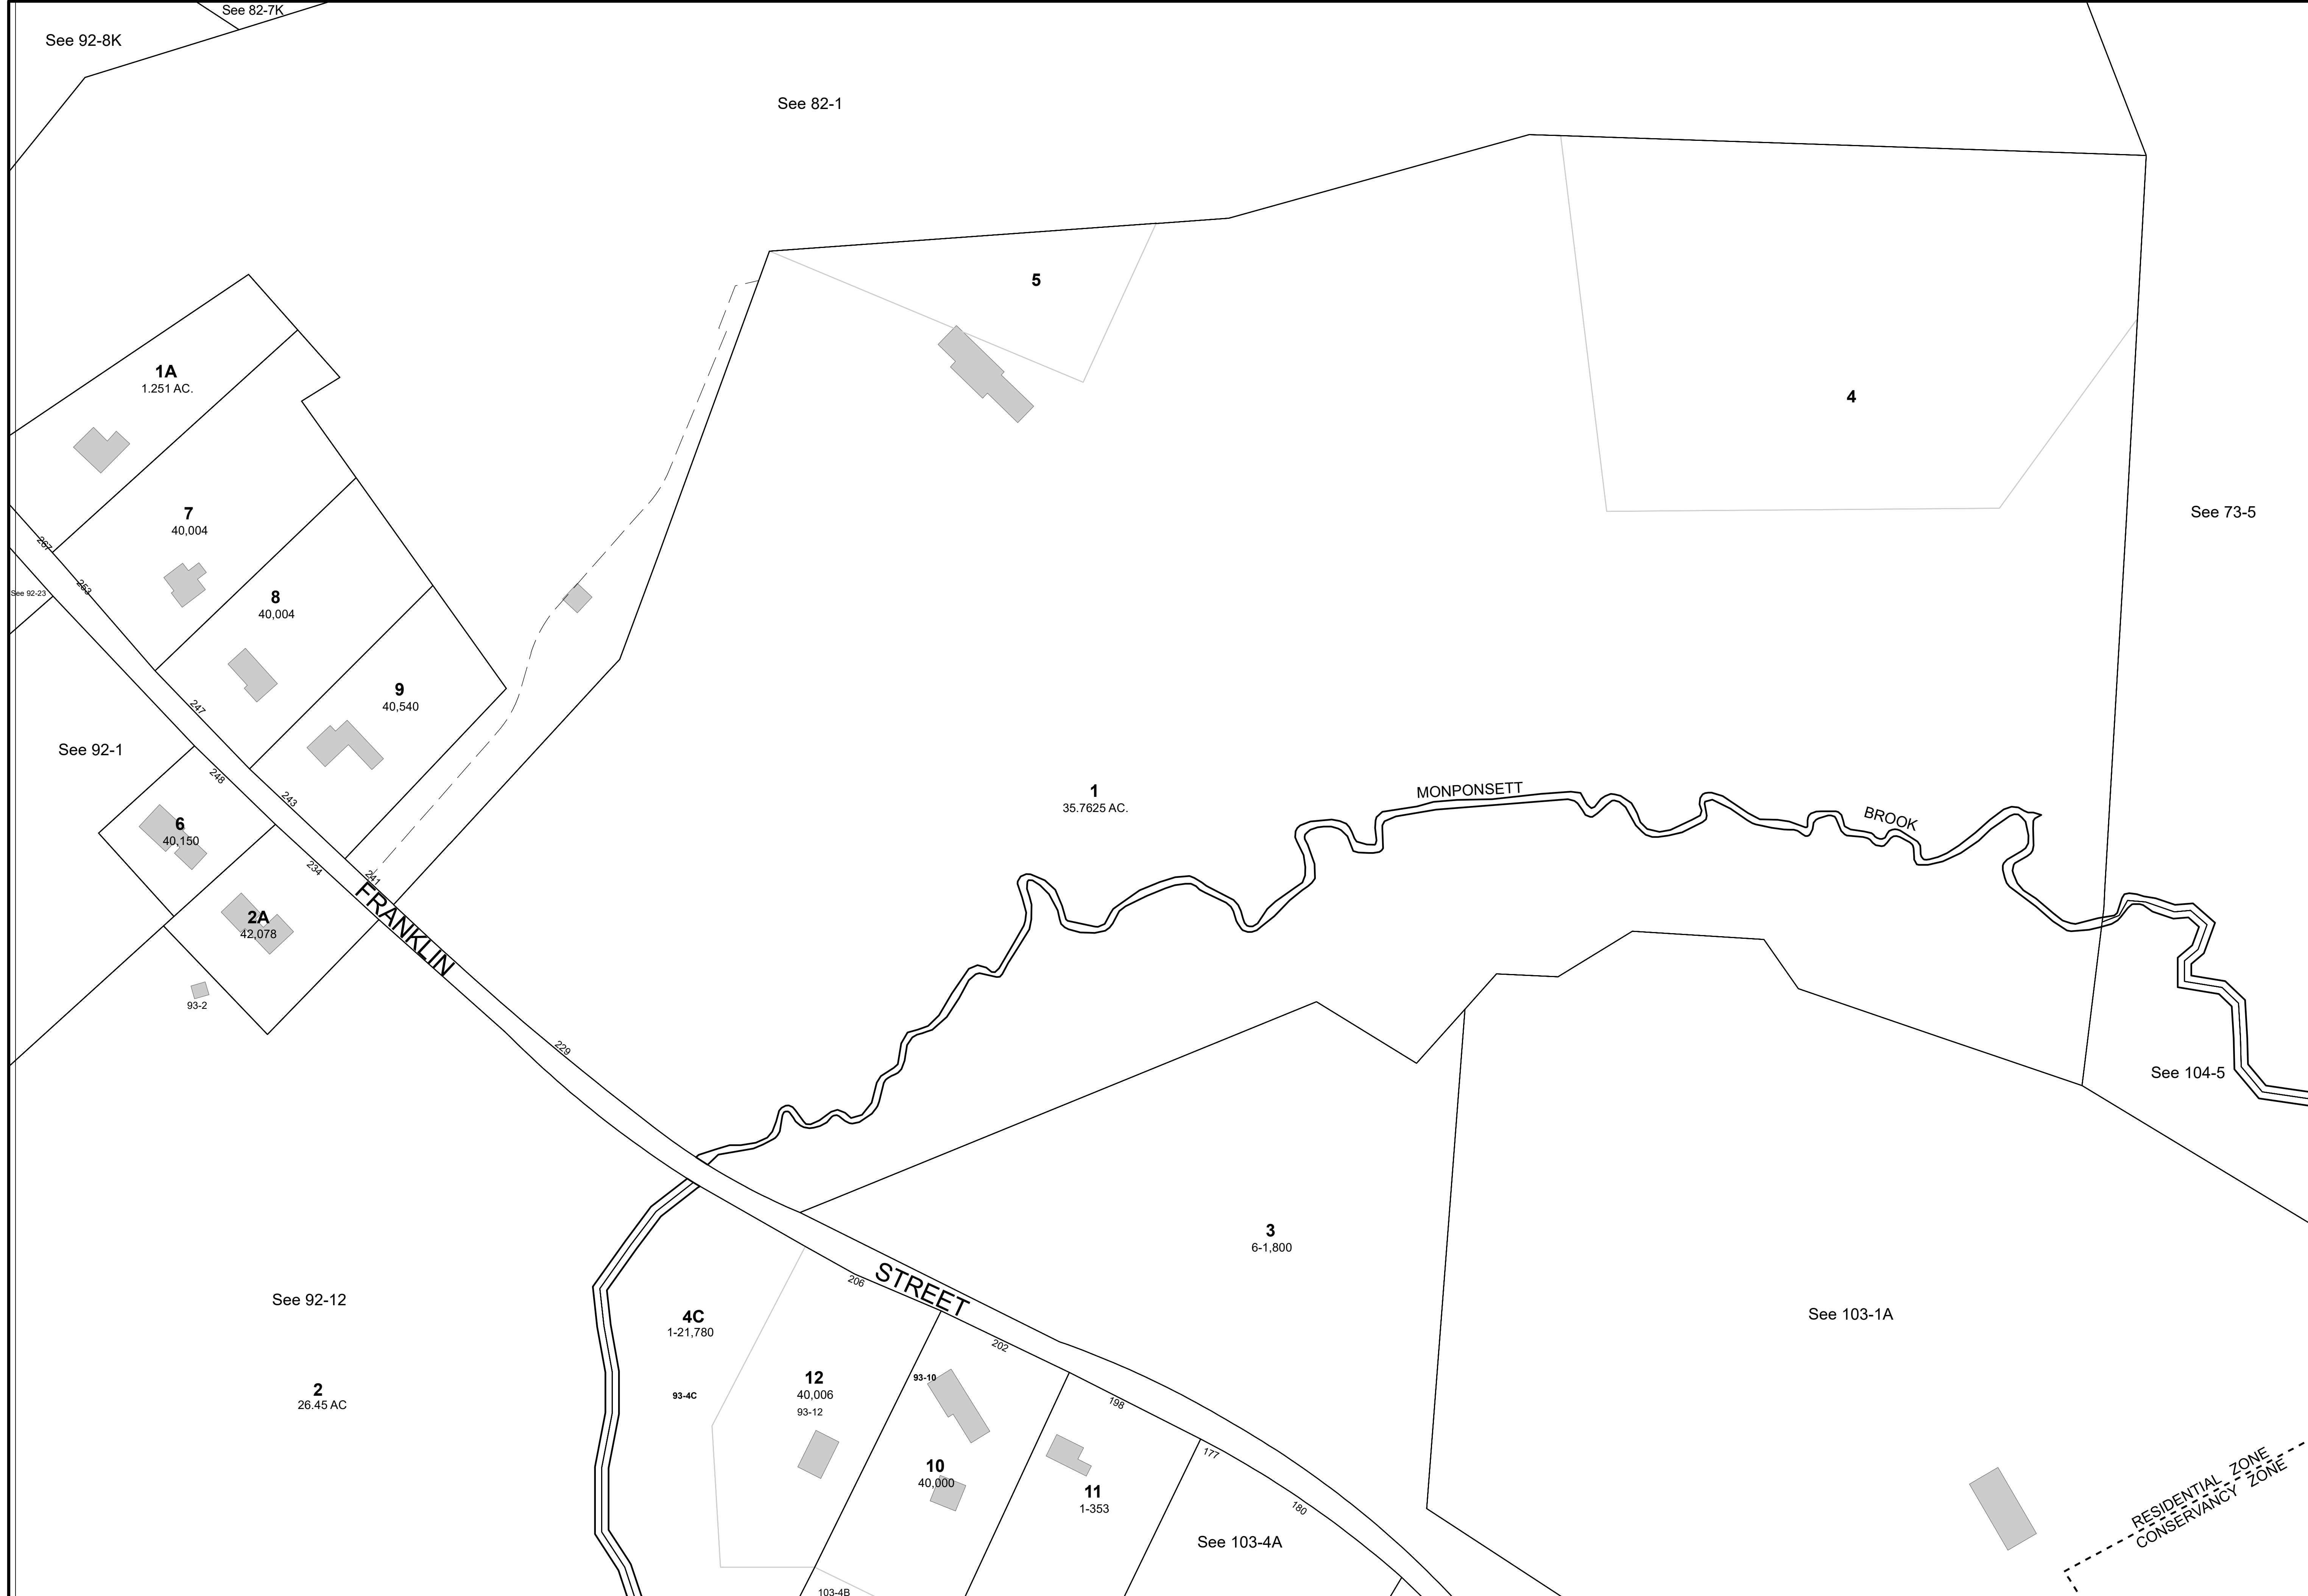 See 82-7K
See 92-8K
See 82-1
5
1A
1.251 AC.
4
7
40,004
See 73-5
267
253
See 92-23
8
40,004
9
40,540
247
See 92-1
248
243
6
40,150
234
241
FRANKLIN
2A
42,078
93-2
1
35.7625 AC.
MONPONSETT
BROOK
229
See 104-5
3
6-1,800
206
STREET
202
See 92-12
4C
1-21,780
See 103-1A
2
26.45 AC
93-4C
12
40,006
93-12
93-10
198
177
10
40,000
11
1-353
180
See 103-4A
RESIDENTIAL ZONE
CONSERVANCY ZONE
103-4B